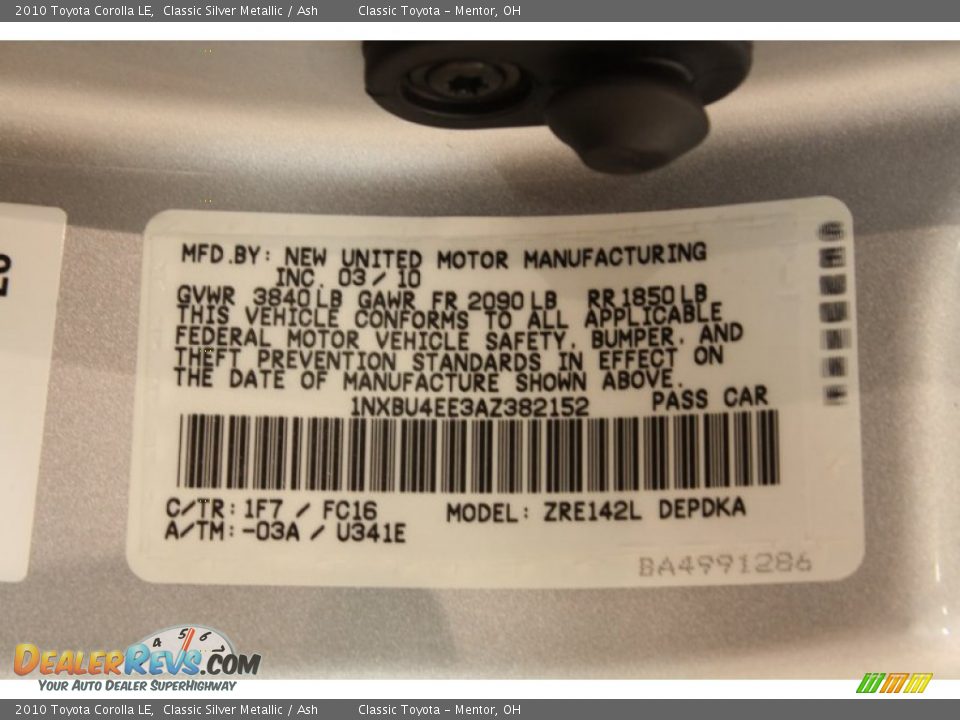 2010 Toyota Corolla LE,  Classic Silver Metallic / Ash        Classic Toyota – Mentor, OH
MFD.BY: NEW UNITED MOTOR MANUFACTURING
INC. 03 / 10
GVWR 3840 LB GAWR FR 2090 LB RR 1850 LB
THIS VEHICLE CONFORMS TO ALL APPLICABLE
FEDERAL MOTOR VEHICLE SAFETY, BUMPER, AND
THEFT PREVENTION STANDARDS IN EFFECT ON
THE DATE OF MANUFACTURE SHOWN ABOVE.
1NXBU4EE3AZ382152 PASS CAR
C/TR: 1F7 / FC16 MODEL: ZRE142L DEPDKA
A/TM: -03A / U341E
BA4991286
4 5 6 7
DEALERREVS.COM
YOUR AUTO DEALER SUPERHIGHWAY
2010 Toyota Corolla LE,  Classic Silver Metallic / Ash        Classic Toyota – Mentor, OH